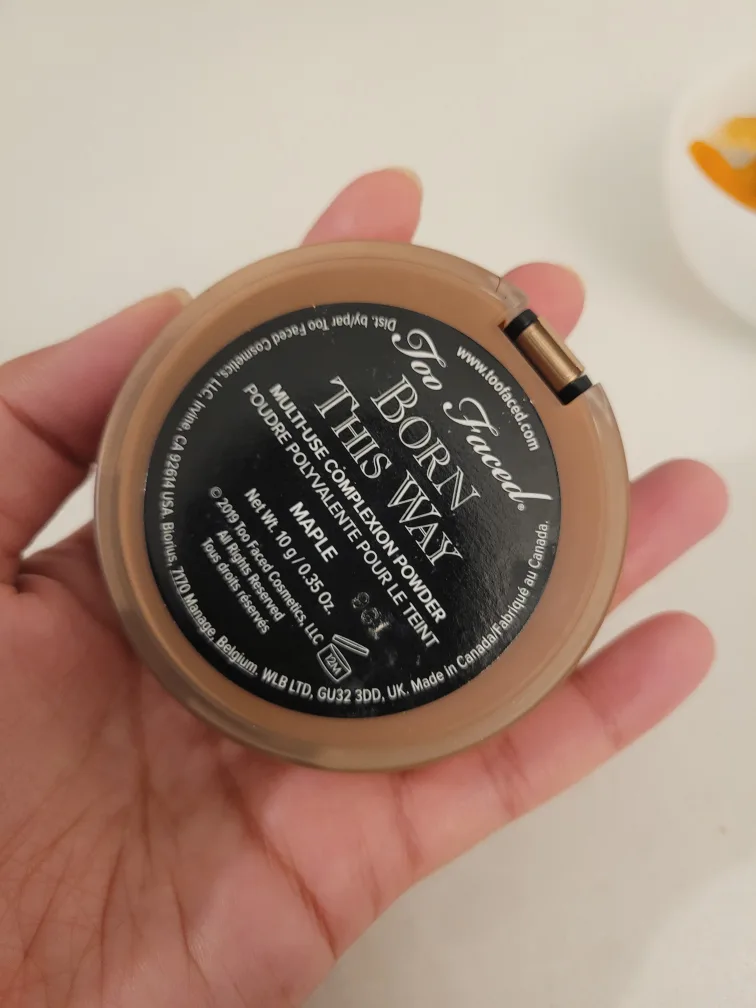 Too Faced®
BORN
THIS WAY
MULTI-USE COMPLEXION POWDER
POUDRE POLYVALENTE POUR LE TEINT
MAPLE
Net Wt. 10 g / 0.35 Oz.
© 2019 Too Faced Cosmetics, LLC
All Rights Reserved
Tous droits réservés
12M
www.toofaced.com
Dist. by/par Too Faced Cosmetics, LLC, Irvine, CA 92614 USA. Biorius, 7170 Manage, Belgium. WLB LTD, GU32 3DD, UK. Made in Canada/Fabriqué au Canada.